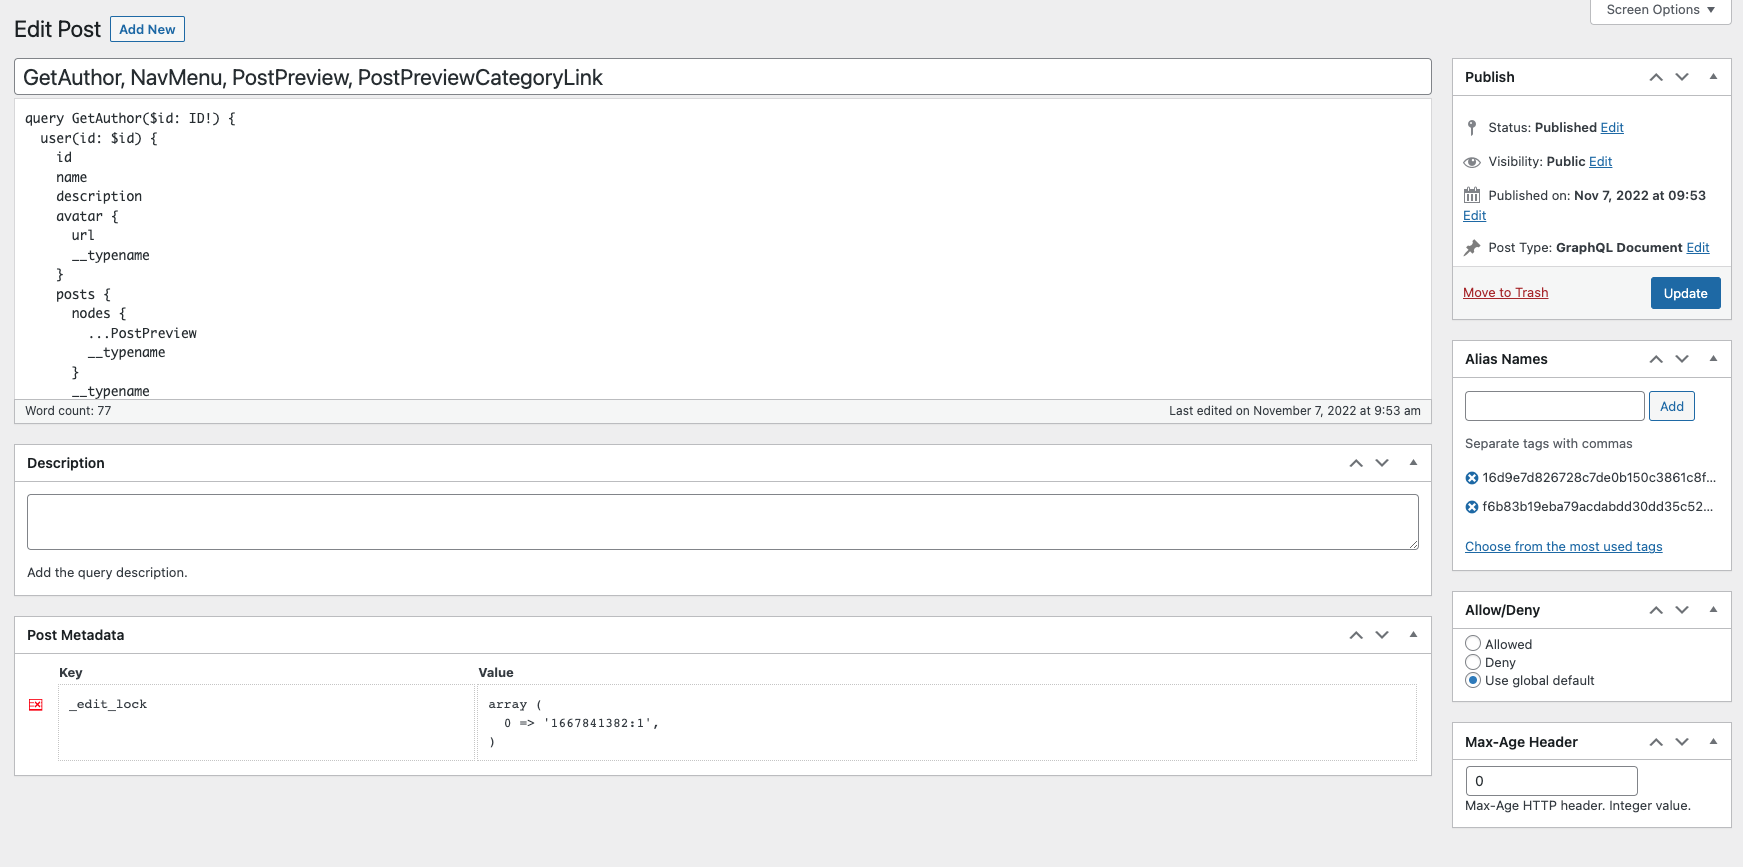 Screen Options
Edit Post Add New
GetAuthor, NavMenu, PostPreview, PostPreviewCategoryLink
query GetAuthor($id: ID!) {
  user(id: $id) {
    id
    name
    description
    avatar {
      url
      __typename
    }
    posts {
      nodes {
        ...PostPreview
        __typename
      }
      __typename
Word count: 77 Last edited on November 7, 2022 at 9:53 am
Description
Add the query description.
Post Metadata
Key Value
_edit_lock array (
  0 => '1667841382:1',
)
Publish
Status: Published Edit
Visibility: Public Edit
Published on: Nov 7, 2022 at 09:53
Edit
Post Type: GraphQL Document Edit
Move to Trash Update
Alias Names
Add
Separate tags with commas
16d9e7d826728c7de0b150c3861c8f...
f6b83b19eba79acdabdd30dd35c52...
Choose from the most used tags
Allow/Deny
Allowed
Deny
Use global default
Max-Age Header
0
Max-Age HTTP header. Integer value.